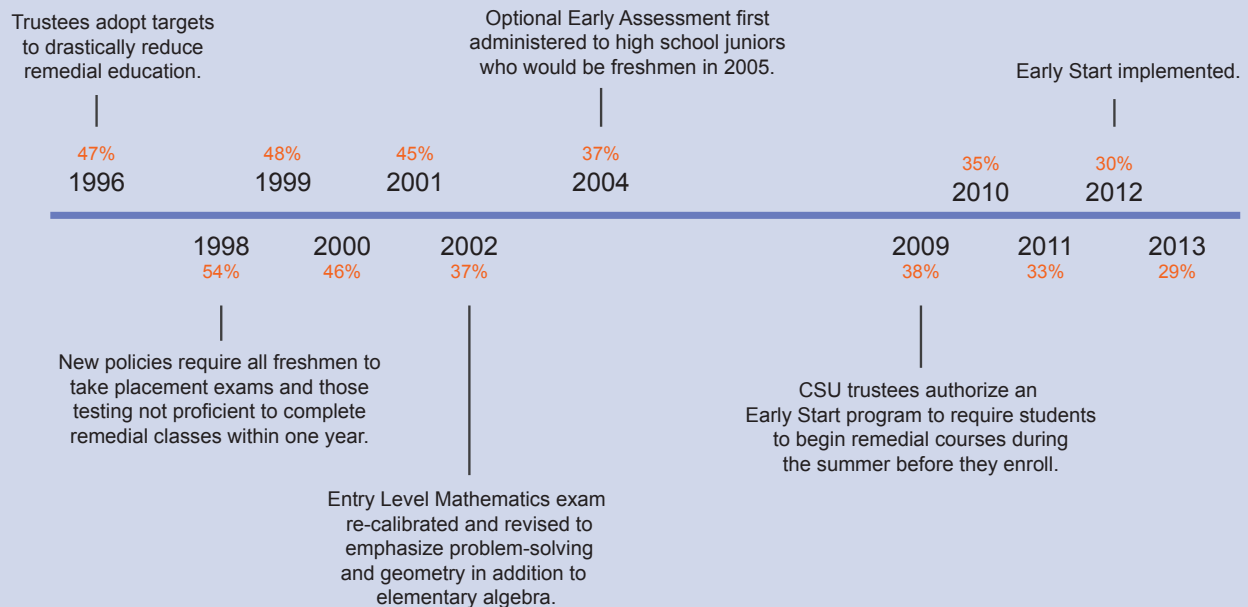 Trustees adopt targets
to drastically reduce
remedial education.
Optional Early Assessment first
administered to high school juniors
who would be freshmen in 2005.
Early Start implemented.
47%
1996
48%
1999
45%
2001
37%
2004
35%
2010
30%
2012
1998
54%
2000
46%
2002
37%
2009
38%
2011
33%
2013
29%
New policies require all freshmen to
take placement exams and those
testing not proficient to complete
remedial classes within one year.
Entry Level Mathematics exam
re-calibrated and revised to
emphasize problem-solving
and geometry in addition to
elementary algebra.
CSU trustees authorize an
Early Start program to require students
to begin remedial courses during
the summer before they enroll.